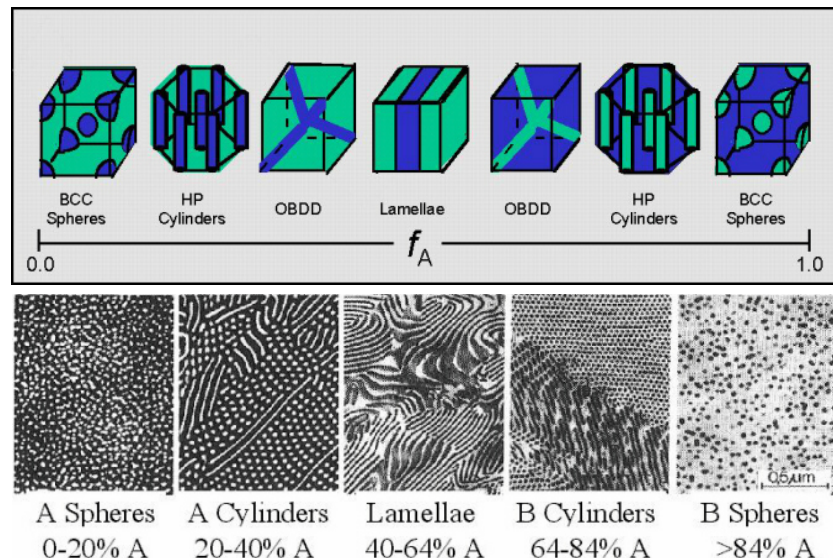 BCC
Spheres
HP
Cylinders
OBDD
Lamellae
OBDD
HP
Cylinders
BCC
Spheres
0.0
fA
1.0
0.5µm
A Spheres
0-20% A
A Cylinders
20-40% A
Lamellae
40-64% A
B Cylinders
64-84% A
B Spheres
>84% A